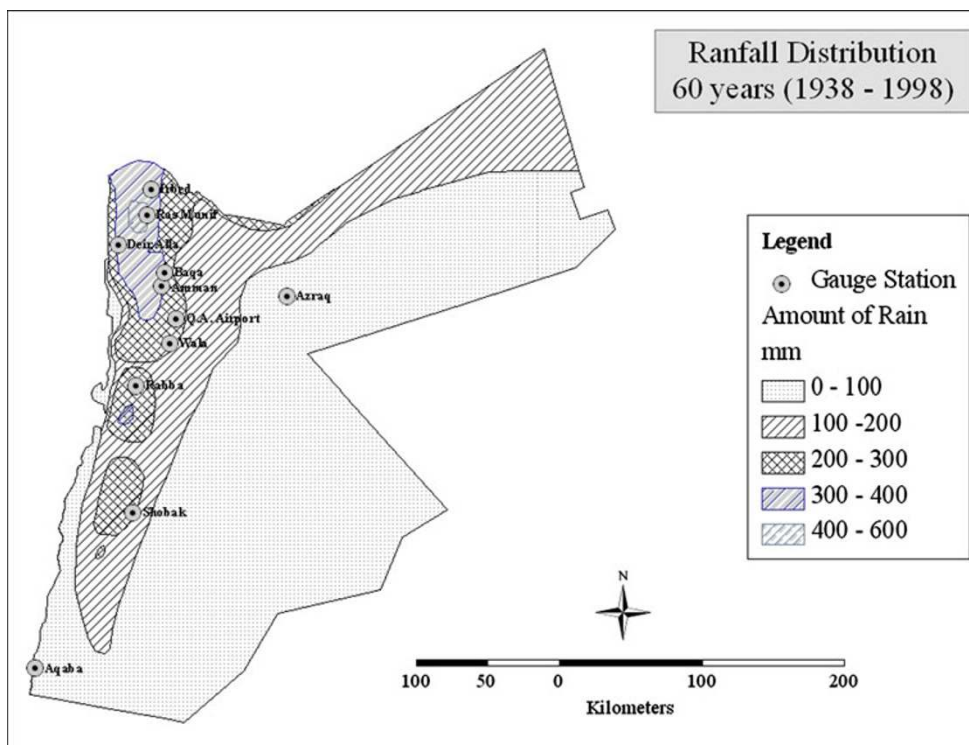 Ranfall Distribution
60 years (1938 - 1998)
Irbed
Ras Munif
Deir Alla
Baqa
Amman
Azraq
Q.A. Airport
Wala
Rabba
Shobak
Aqaba
Legend
Gauge Station
Amount of Rain
mm
0 - 100
100 -200
200 - 300
300 - 400
400 - 600
N
100 50 0 100 200
Kilometers